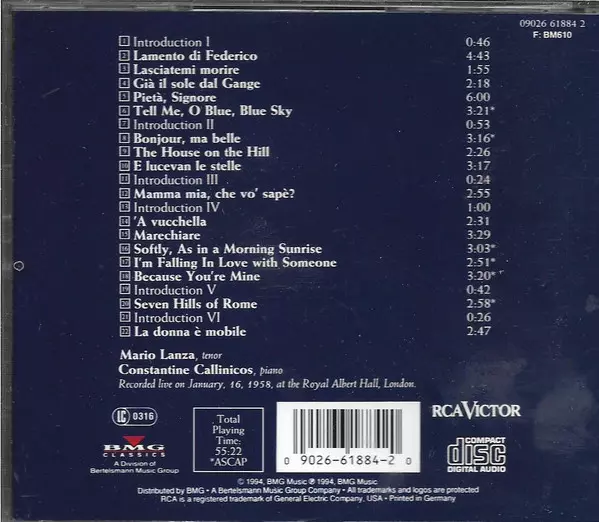 09026 61884 2
F: BM610
1 Introduction I 0:46
2 Lamento di Federico 4:43
3 Lasciatemi morire 1:55
4 Già il sole dal Gange 2:18
5 Pietà, Signore 6:00
6 Tell Me, O Blue, Blue Sky 3:21*
7 Introduction II 0:53
8 Bonjour, ma belle 3:16*
9 The House on the Hill 2:26
10 E lucevan le stelle 3:17
11 Introduction III 0:24
12 Mamma mia, che vo' sapè? 2:55
13 Introduction IV 1:00
14 'A vucchella 2:31
15 Marechiare 3:29
16 Softly, As in a Morning Sunrise 3:03*
17 I'm Falling In Love with Someone 2:51*
18 Because You're Mine 3:20*
19 Introduction V 0:42
20 Seven Hills of Rome 2:58*
21 Introduction VI 0:26
22 La donna è mobile 2:47
Mario Lanza, tenor
Constantine Callinicos, piano
Recorded live on January, 16, 1958, at the Royal Albert Hall, London.
LC 0316
BMG
CLASSICS
A Division of
Bertelsmann Music Group
Total
Playing
Time:
55:22
*ASCAP
0 9026-61884-2 0
RCA VICTOR
COMPACT
disc
DIGITAL AUDIO
© 1994, BMG Music ℗ 1994, BMG Music
Distributed by BMG • A Bertelsmann Music Group Company • All trademarks and logos are protected
RCA is a registered trademark of General Electric Company, USA • Printed in Germany